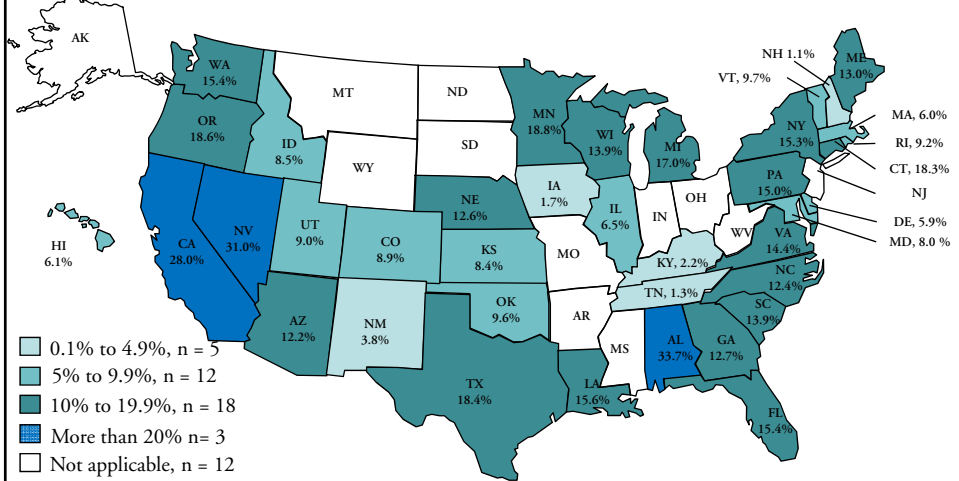 AK
WA
15.4%
OR
18.6%
CA
28.0%
NV
31.0%
ID
8.5%
MT
WY
UT
9.0%
CO
8.9%
AZ
12.2%
NM
3.8%
ND
SD
NE
12.6%
KS
8.4%
OK
9.6%
TX
18.4%
MN
18.8%
IA
1.7%
MO
AR
LA
15.6%
WI
13.9%
IL
6.5%
MI
17.0%
IN
OH
KY, 2.2%
TN, 1.3%
MS
AL
33.7%
GA
12.7%
FL
15.4%
SC
13.9%
NC
12.4%
VA
14.4%
WV
PA
15.0%
NY
15.3%
VT, 9.7%
NH 1.1%
ME
13.0%
MA, 6.0%
RI, 9.2%
CT, 18.3%
NJ
DE, 5.9%
MD, 8.0 %
HI
6.1%
0.1% to 4.9%, n = 5
5% to 9.9%, n = 12
10% to 19.9%, n = 18
More than 20% n= 3
Not applicable, n = 12